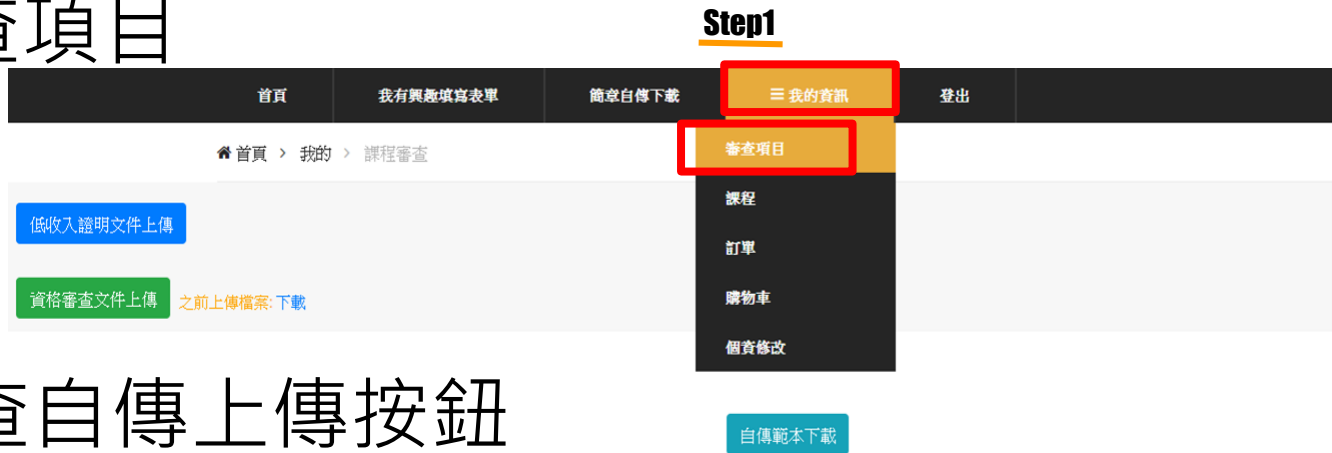 查項目
Step1
首頁 我有興趣填寫表單 簡章自傳下載 ☰ 我的資訊 登出
首頁 > 我的 > 課程審查
審查項目
課程
訂單
購物車
個資修改
低收入證明文件上傳
資格審查文件上傳 之前上傳檔案: 下載
查自傳上傳按鈕
自傳範本下載